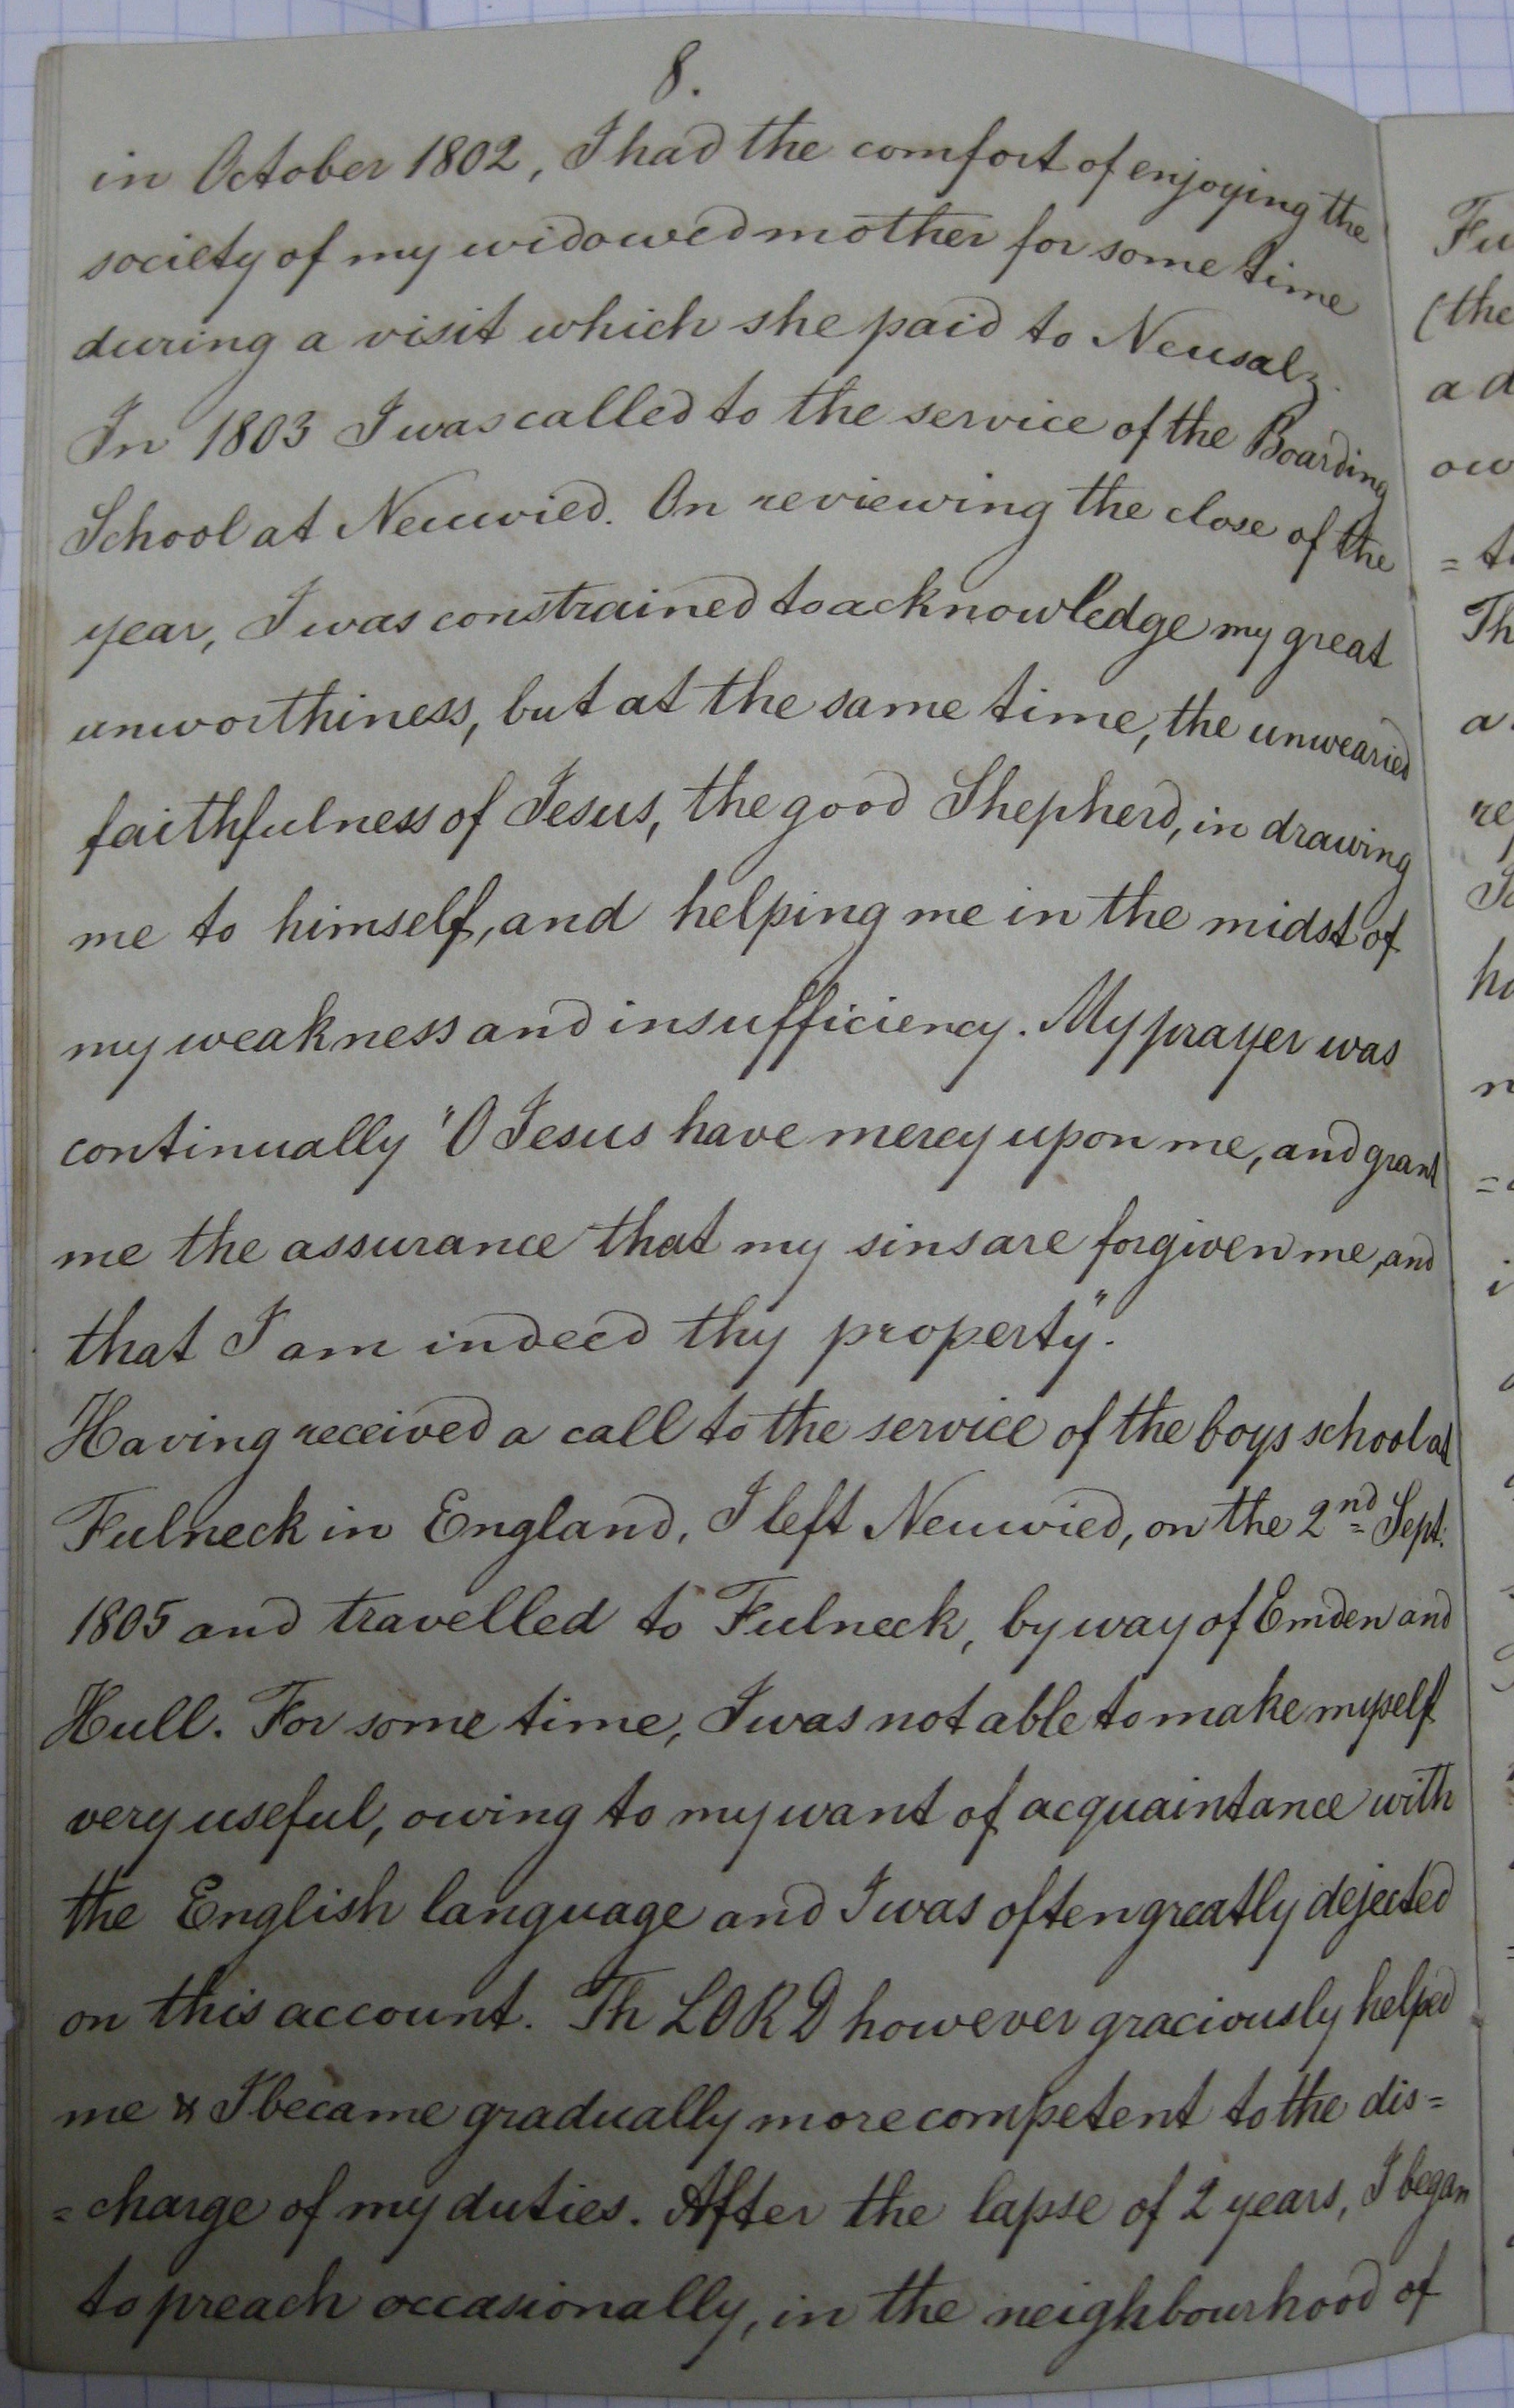 8.
in October 1802, I had the comfort of enjoying the
society of my widowed mother for some time
during a visit which she paid to Neusalz.
In 1803 I was called to the service of the Boarding
School at Neuwied. On reviewing the close of the
year, I was constrained to acknowledge my great
unworthiness, but at the same time, the unwearied
faithfulness of Jesus, the good Shepherd, in drawing
me to himself, and helping me in the midst of
my weakness and insufficiency. My prayer was
continually "O Jesus have mercy upon me, and grant
me the assurance that my sins are forgiven me, and
that I am indeed thy property".
Having received a call to the service of the boys school at
Fulneck in England, I left Neuwied, on the 2nd Sept.
1805 and travelled to Fulneck, by way of Emden and
Hull. For some time, I was not able to make myself
very useful, owing to my want of acquaintance with
the English language and I was often greatly dejected
on this account. Th LORD however graciously helped
me & I became gradually more competent to the dis=
=charge of my duties. After the lapse of 2 years, I began
to preach occasionally, in the neighbourhood of
Fu
(the
a d
ow
Th